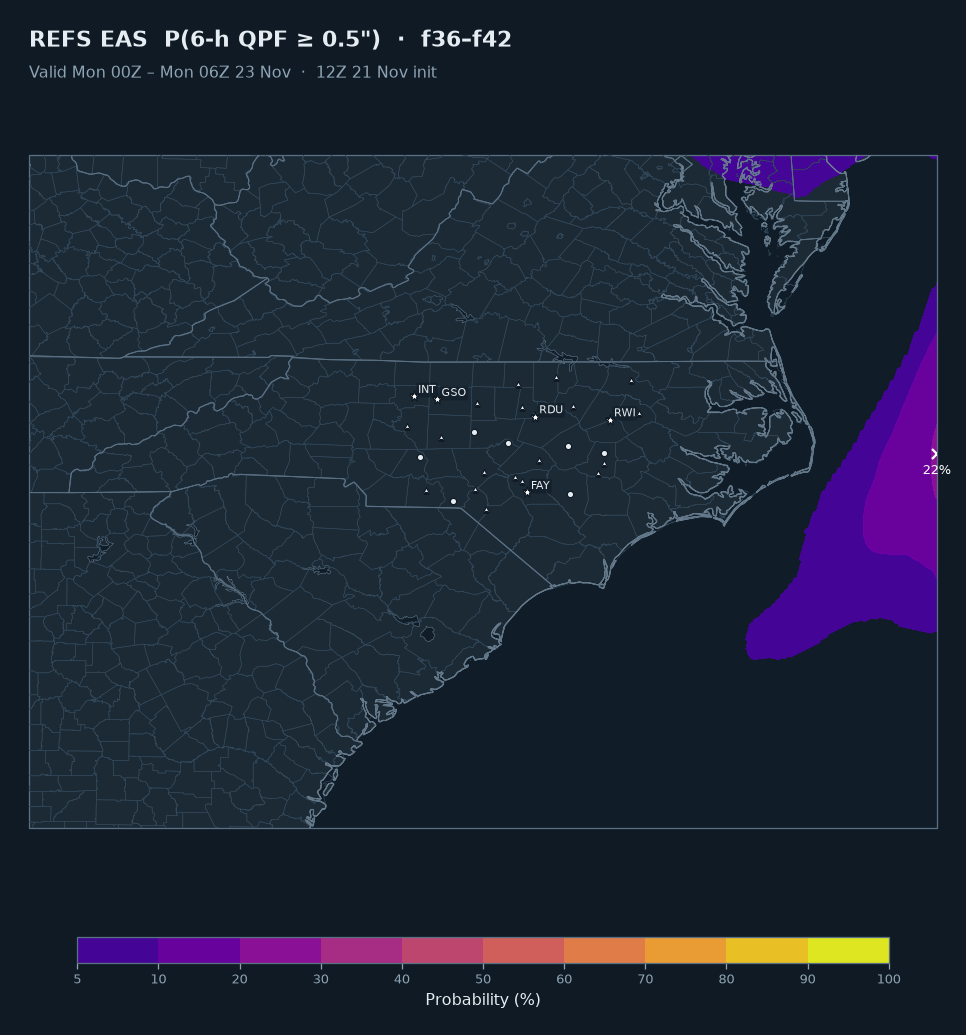 REFS EAS  P(6-h QPF ≥ 0.5")  ·  f36–f42
Valid Mon 00Z – Mon 06Z 23 Nov  ·  12Z 21 Nov init
INT
GSO
RDU
RWI
22%
FAY
5
10
20
30
40
50
60
70
80
90
100
Probability (%)